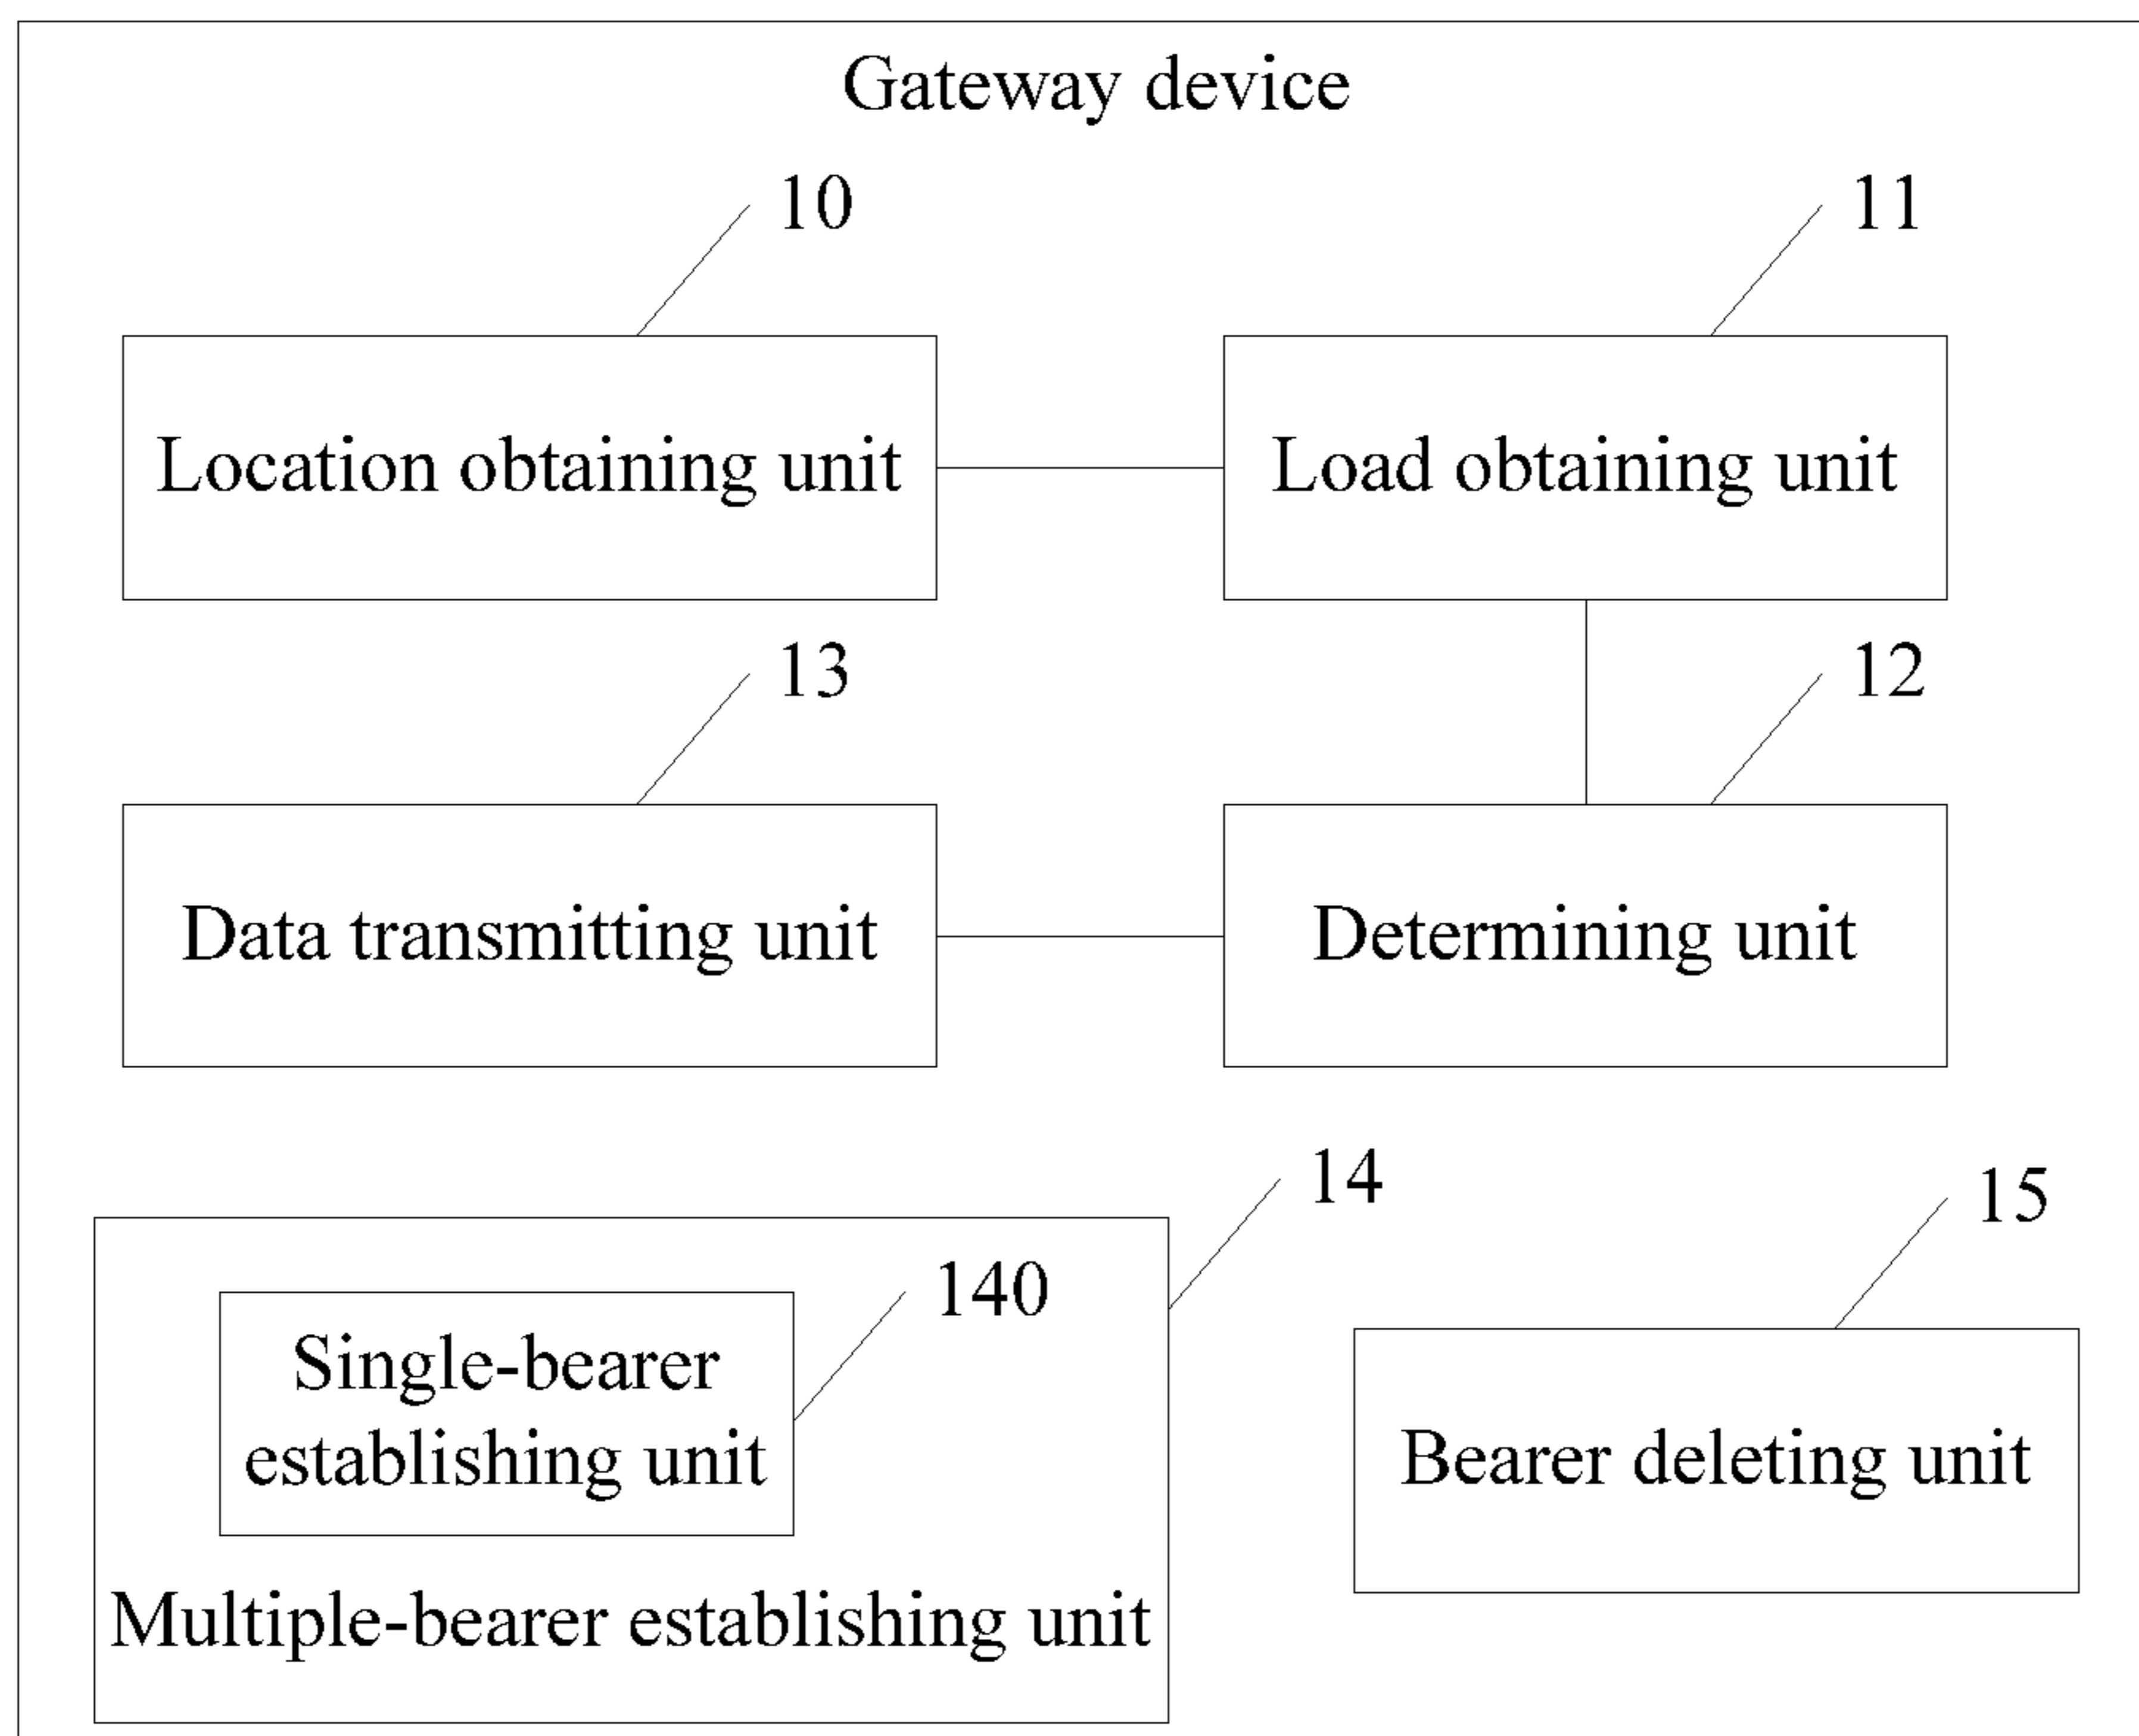 Gateway device
10
11
Location obtaining unit
Load obtaining unit
13
12
Data transmitting unit
Determining unit
14
15
140
Single-bearer
establishing unit
Bearer deleting unit
Multiple-bearer establishing unit